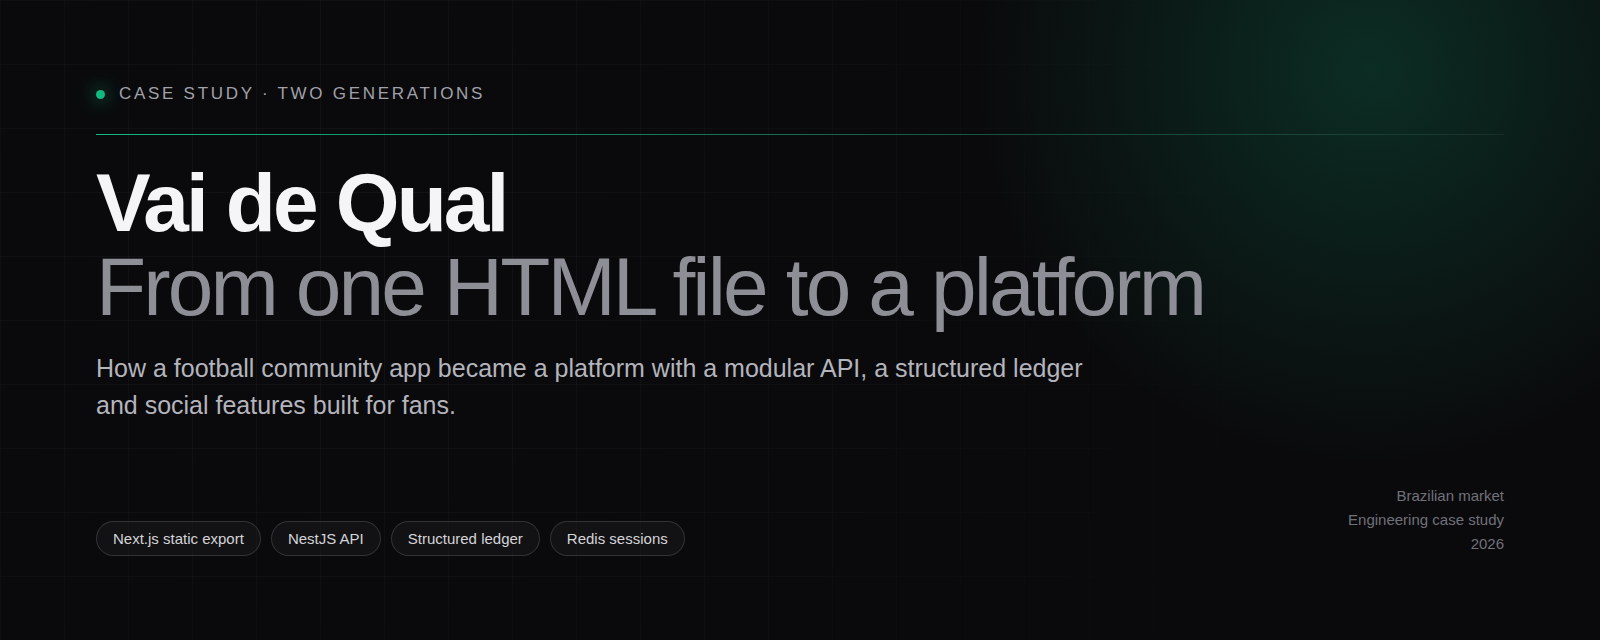 CASE STUDY · TWO GENERATIONS
Vai de Qual
From one HTML file to a platform
How a football community app became a platform with a modular API, a structured ledger
and social features built for fans.
Next.js static export
NestJS API
Structured ledger
Redis sessions
Brazilian market
Engineering case study
2026